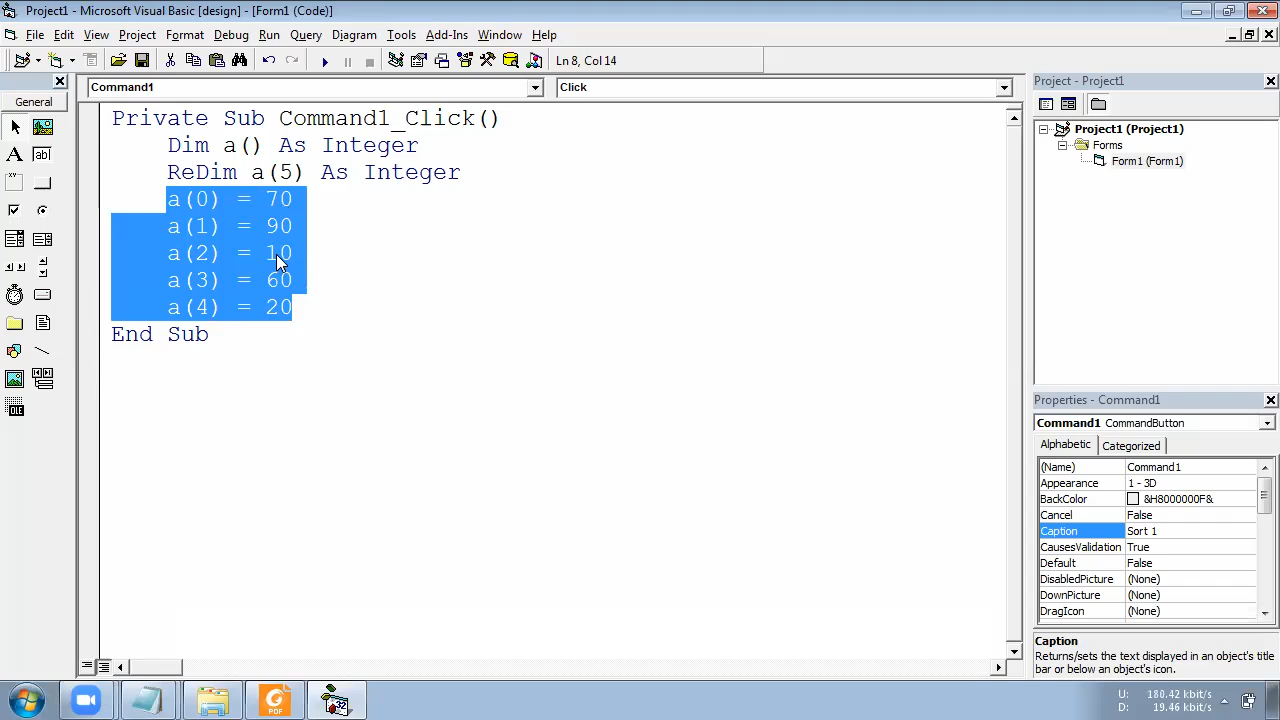 Project1 - Microsoft Visual Basic [design] - [Form1 (Code)]
File Edit View Project Format Debug Run Query Diagram Tools Add-Ins Window Help
Ln 8, Col 14
General
Command1 Click
Private Sub Command1_Click()
Dim a() As Integer
ReDim a(5) As Integer
a(0) = 70
a(1) = 90
a(2) = 10
a(3) = 60
a(4) = 20
End Sub
Project - Project1
Project1 (Project1)
Forms
Form1 (Form1)
Properties - Command1
Command1 CommandButton
Alphabetic Categorized
(Name) Command1
Appearance 1 - 3D
BackColor &H8000000F&
Cancel False
Caption Sort 1
CausesValidation True
Default False
DisabledPicture (None)
DownPicture (None)
DragIcon (None)
Caption
Returns/sets the text displayed in an object's title
bar or below an object's icon.
OLE
PDF
32
U: 180.42 kbit/s
D: 19.46 kbit/s